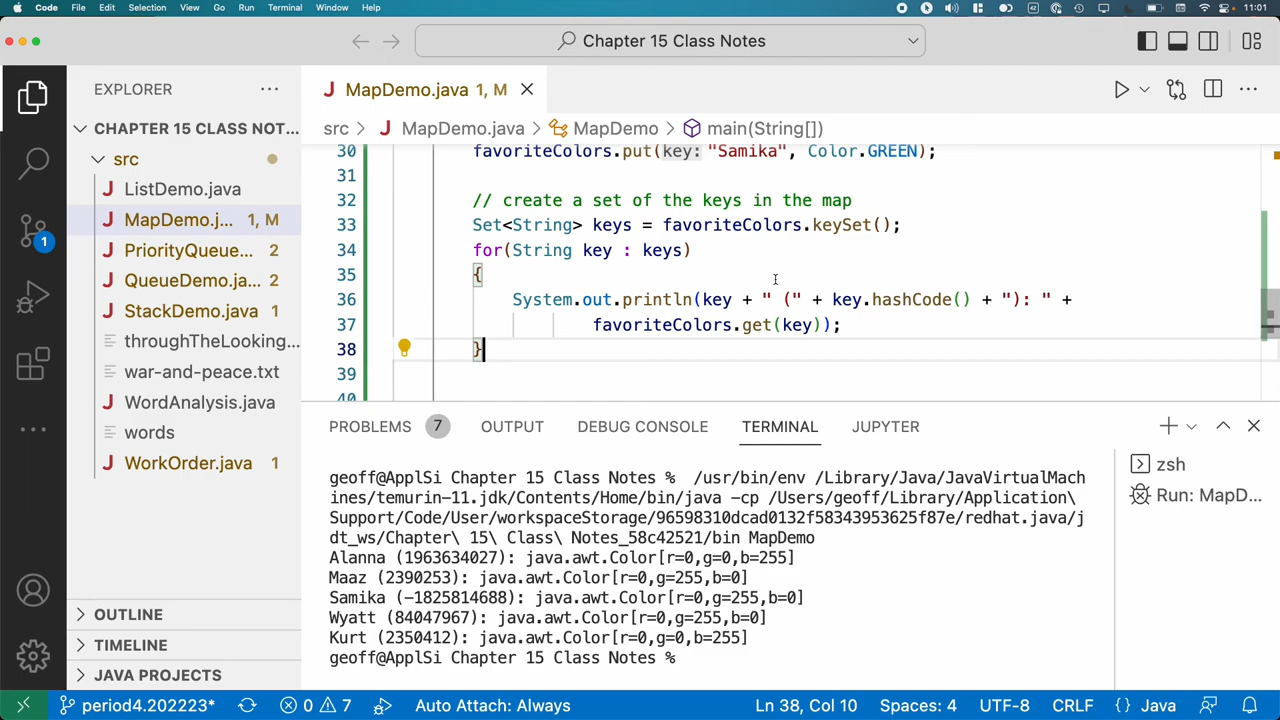 Code File Edit Selection View Go Run Terminal Window Help 11:01
Chapter 15 Class Notes
EXPLORER
CHAPTER 15 CLASS NOT...
src
ListDemo.java
MapDemo.j... 1, M
PriorityQueue... 2
QueueDemo.ja... 2
StackDemo.java 1
throughTheLooking...
war-and-peace.txt
WordAnalysis.java
words
WorkOrder.java 1
OUTLINE
TIMELINE
JAVA PROJECTS
1
MapDemo.java 1, M
src > MapDemo.java > MapDemo > main(String[])
30 favoriteColors.put(key:"Samika", Color.GREEN);
31
32 // create a set of the keys in the map
33 Set<String> keys = favoriteColors.keySet();
34 for(String key : keys)
35 {
36 System.out.println(key + " (" + key.hashCode() + "): " +
37 favoriteColors.get(key));
38 }
39
40
PROBLEMS 7 OUTPUT DEBUG CONSOLE TERMINAL JUPYTER
geoff@ApplSi Chapter 15 Class Notes % /usr/bin/env /Library/Java/JavaVirtualMach
ines/temurin-11.jdk/Contents/Home/bin/java -cp /Users/geoff/Library/Application\
Support/Code/User/workspaceStorage/96598310dcad0132f58343953625f87e/redhat.java/j
dt_ws/Chapter\ 15\ Class\ Notes_58c42521/bin MapDemo
Alanna (1963634027): java.awt.Color[r=0,g=0,b=255]
Maaz (2390253): java.awt.Color[r=0,g=255,b=0]
Samika (-1825814688): java.awt.Color[r=0,g=255,b=0]
Wyatt (84047967): java.awt.Color[r=0,g=255,b=0]
Kurt (2350412): java.awt.Color[r=0,g=0,b=255]
geoff@ApplSi Chapter 15 Class Notes %
zsh
Run: MapD...
period4.202223* 0 7 Auto Attach: Always Ln 38, Col 10 Spaces: 4 UTF-8 CRLF {} Java